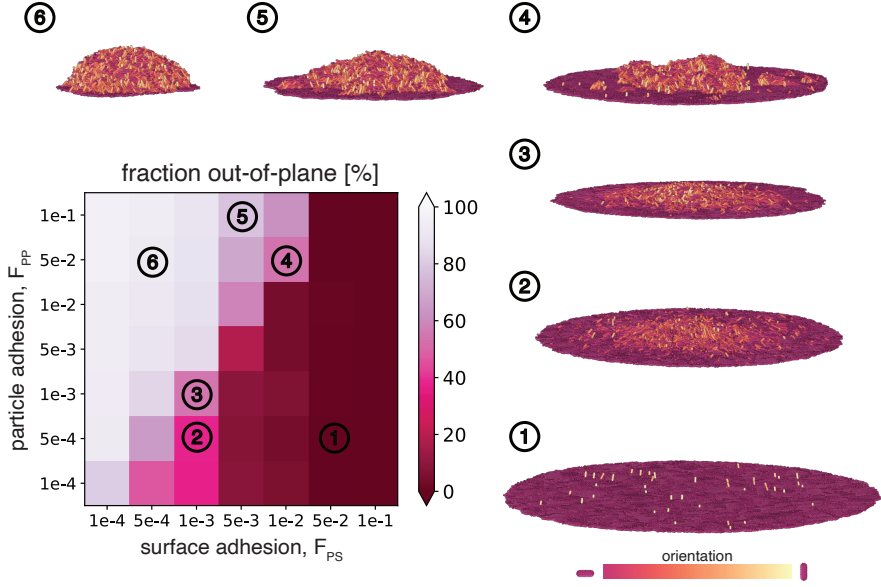 6
5
4
3
2
1
fraction out-of-plane [%]
particle adhesion, F_PP
1e-1
5e-2
1e-2
5e-3
1e-3
5e-4
1e-4
5
6
4
3
2
1
100
80
60
40
20
0
1e-4 5e-4 1e-3 5e-3 1e-2 5e-2 1e-1
surface adhesion, F_PS
orientation